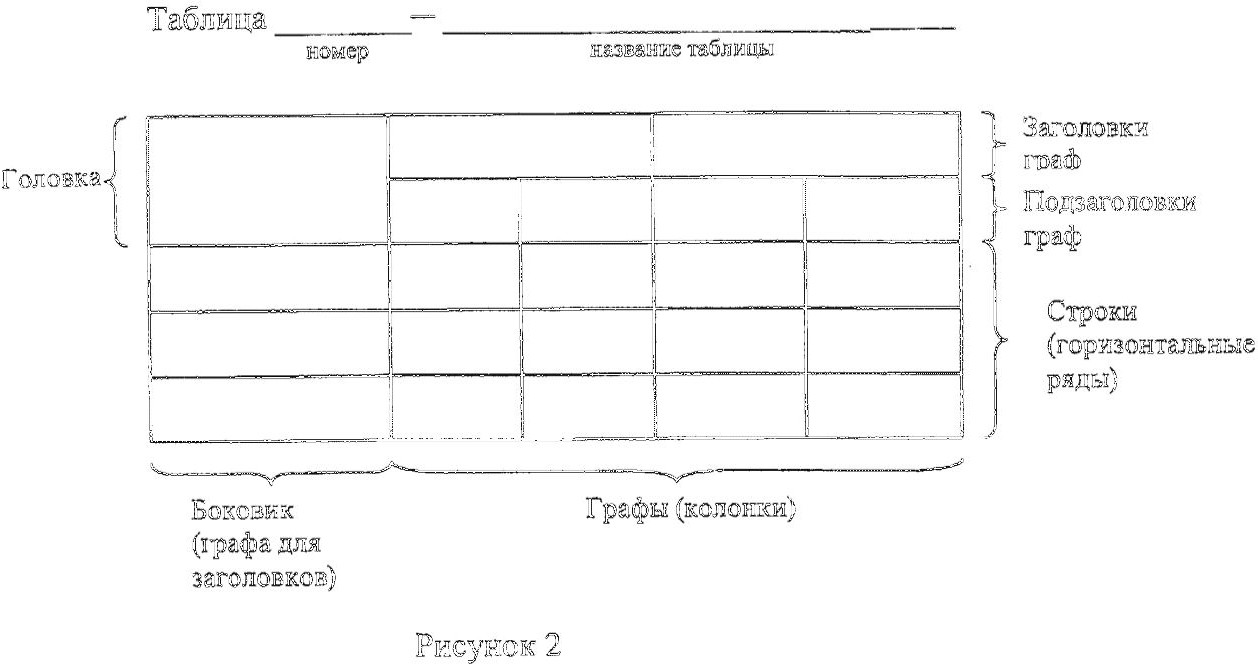 Таблица ________ — ________
номер
название таблицы
Заголовки
граф
Головка
Подзаголовки
граф
Строки
(горизонтальные
ряды)
Боковик
(графа для
заголовков)
Графы (колонки)
Рисунок 2